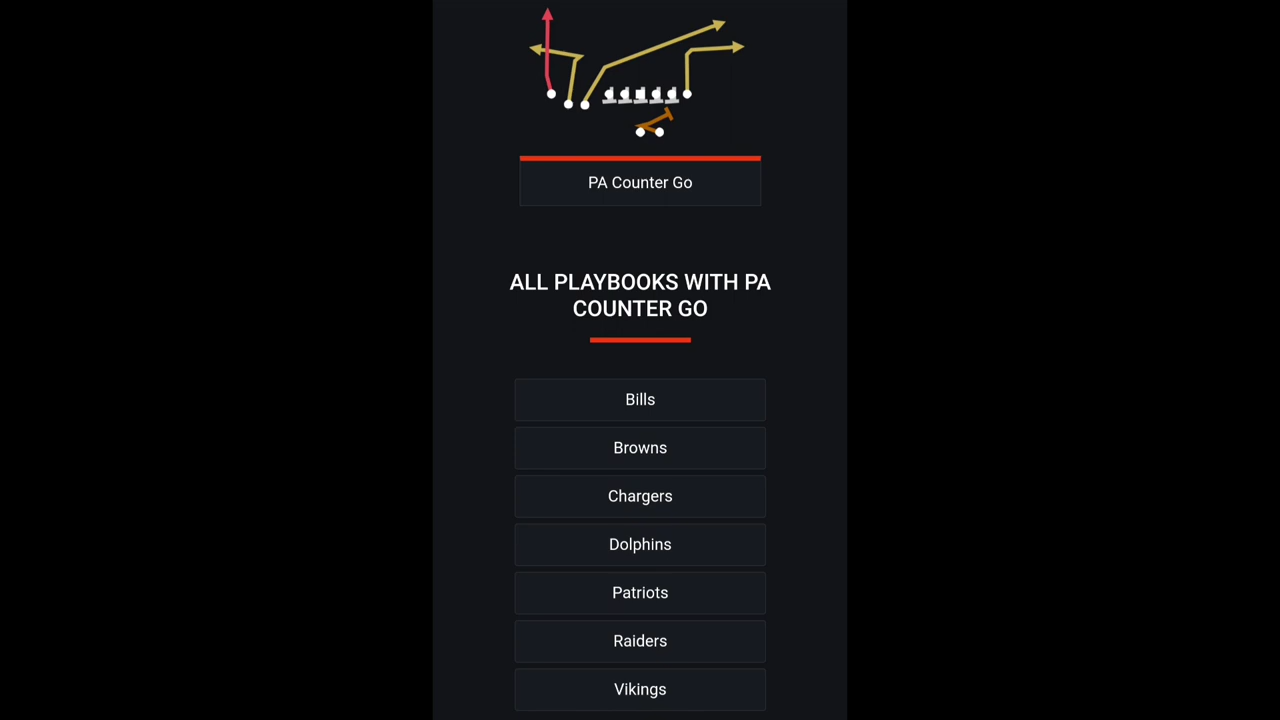 PA Counter Go
ALL PLAYBOOKS WITH PA
COUNTER GO
Bills
Browns
Chargers
Dolphins
Patriots
Raiders
Vikings